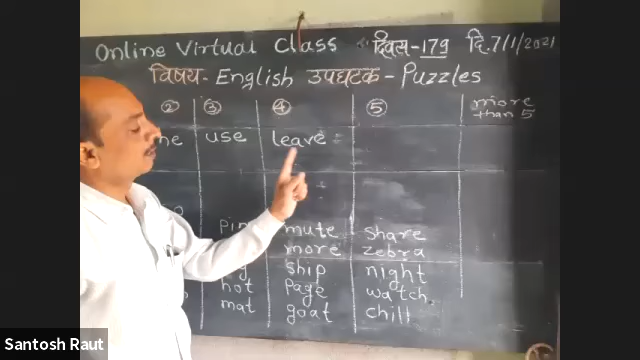 Online Virtual Class दिवस-179 दि.7/1/2021
विषय- English उपघटक - Puzzles
② ③ ④ ⑤ more than 5
use leave
mute share
more zebra
ship night
hot page watch
mat goat chill
Santosh Raut